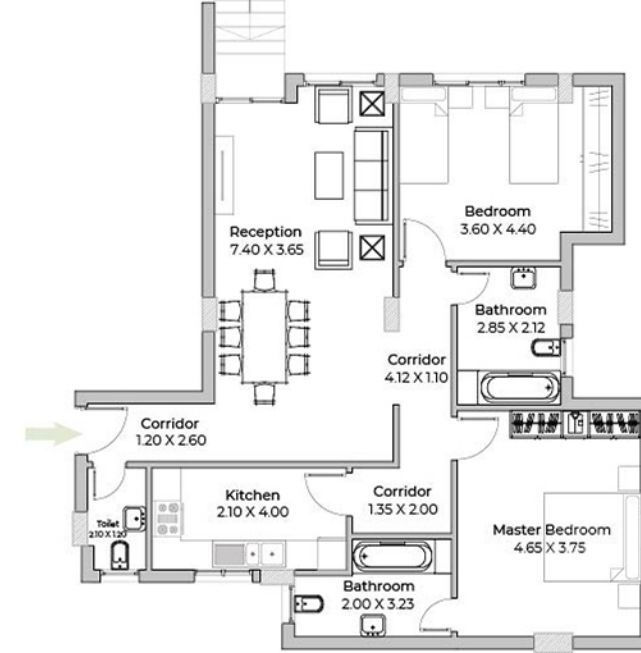 Bedroom
3.60 X 4.40
Reception
7.40 X 3.65
Bathroom
2.85 X 2.12
Corridor
4.12 X 1.10
Corridor
1.20 X 2.60
Kitchen
2.10 X 4.00
Corridor
1.35 X 2.00
Toilet
2.10 X 1.20
Master Bedroom
4.65 X 3.75
Bathroom
2.00 X 3.23